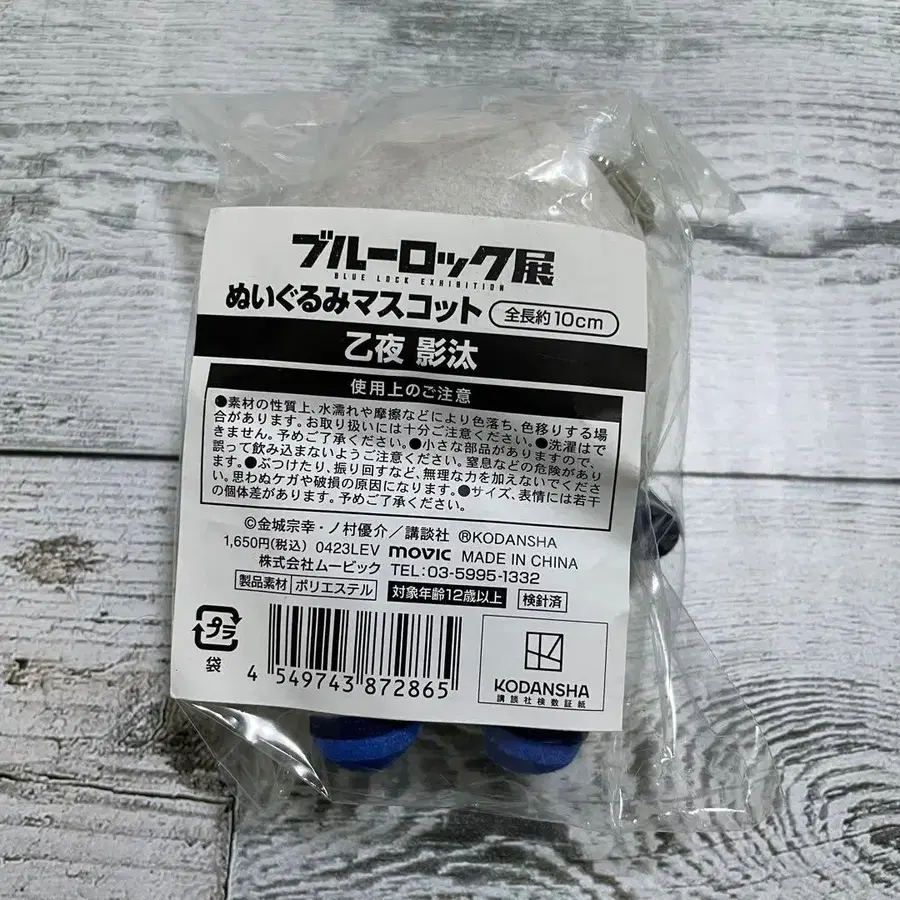 ブルーロック展
BLUE LOCK EXHIBITION
ぬいぐるみマスコット 全長約10cm
乙夜 影汰
使用上のご注意
●素材の性質上、水濡れや摩擦などにより色落ち、色移りする場
合があります。お取り扱いには十分ご注意ください。●洗濯はで
きません。予めご了承ください。●小さな部品がありますので、
誤って飲み込まないようご注意ください。窒息などの危険があり
ます。●ぶつけたり、振り回すなど、無理な力を加えないでくださ
い。思わぬケガや破損の原因になります。●サイズ、表情には若干
の個体差があります。予めご了承ください。
©金城宗幸・ノ村優介／講談社 ®KODANSHA
1,650円(税込) 0423LEV movic MADE IN CHINA
株式会社ムービック TEL:03-5995-1332
製品素材 ポリエステル 対象年齢12歳以上 検針済
プラ
袋
4 549743 872865
KODANSHA
講談社検数証紙